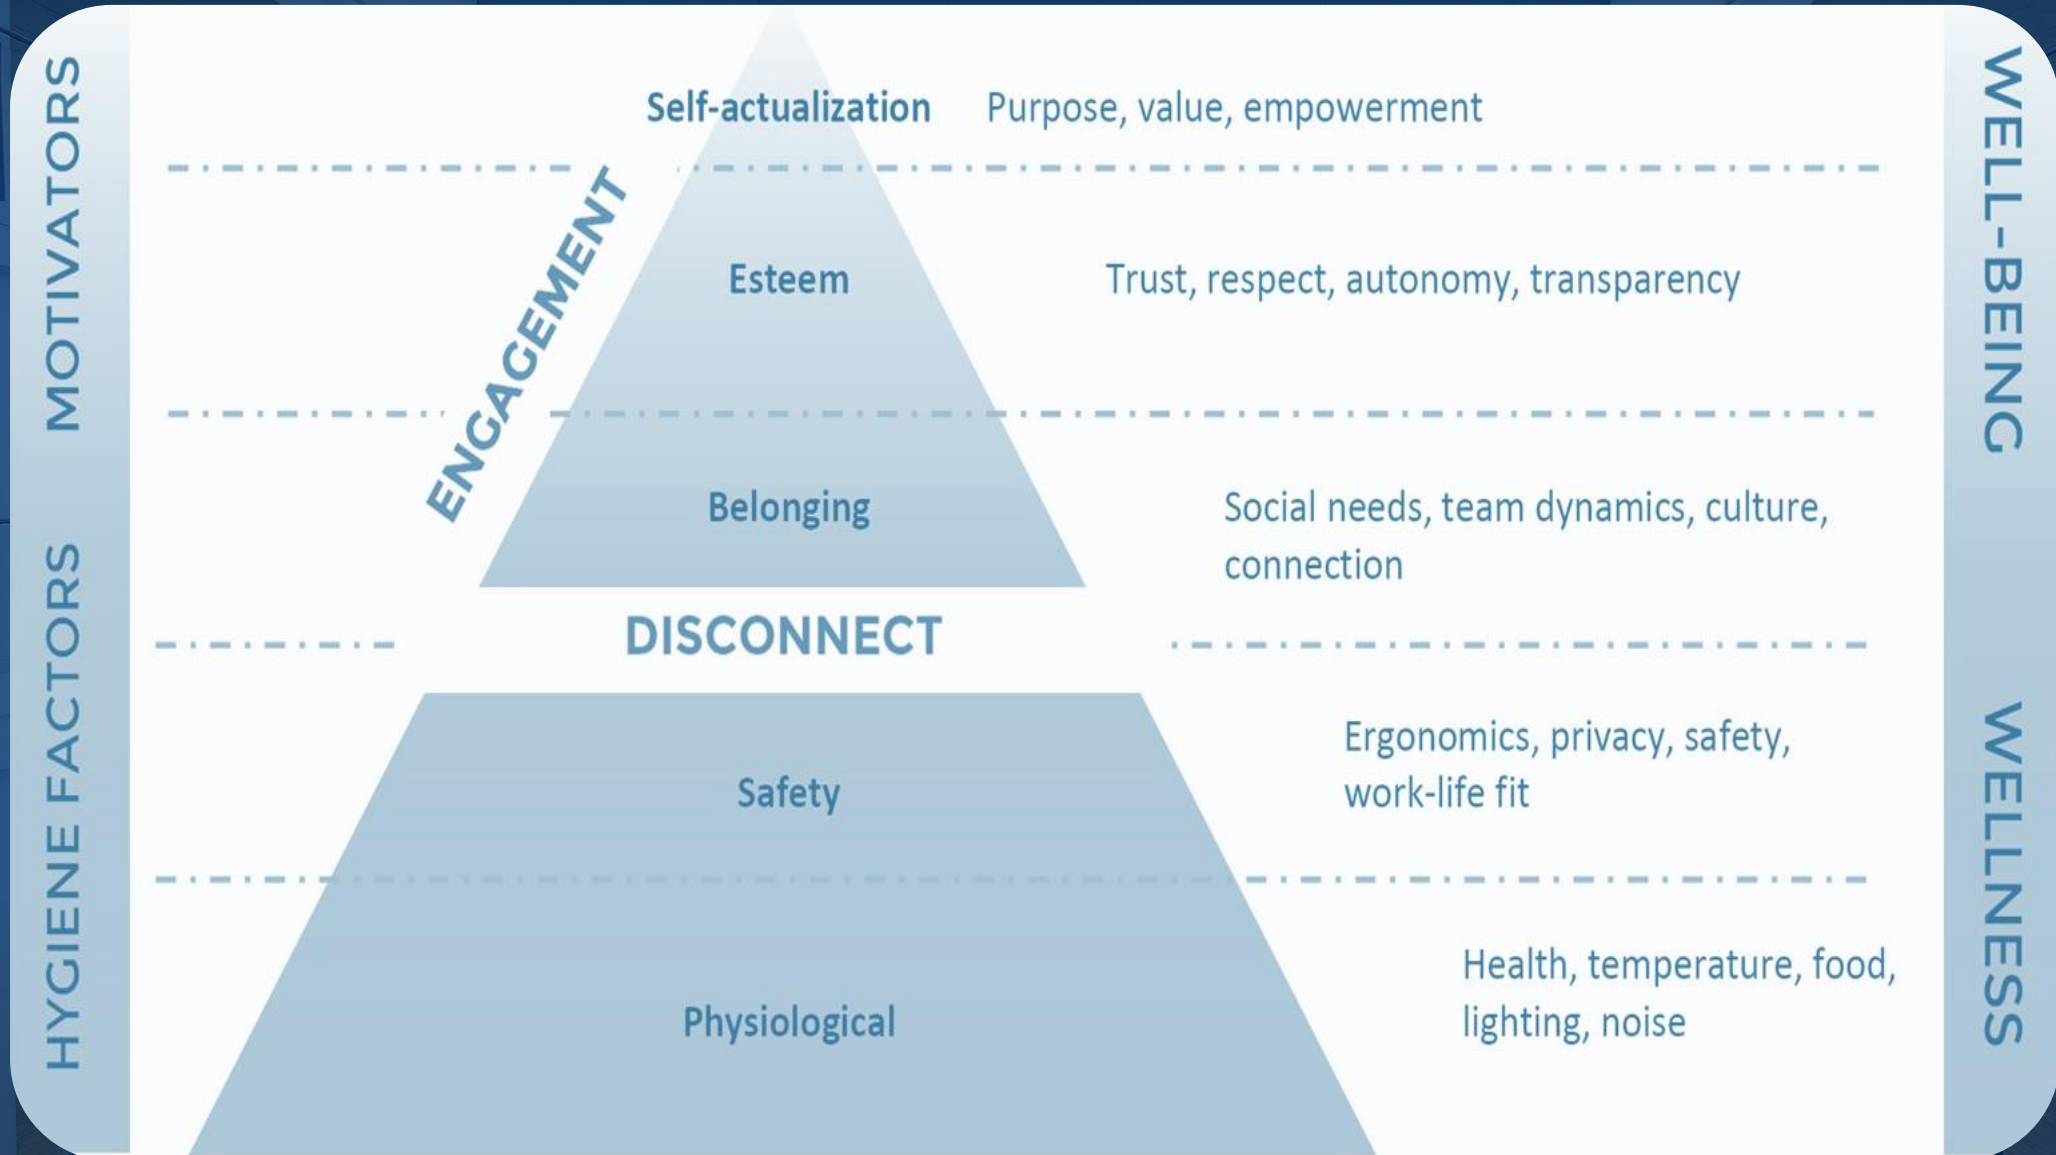 MOTIVATORS
HYGIENE FACTORS
ENGAGEMENT
Self-actualization
Purpose, value, empowerment
Esteem
Trust, respect, autonomy, transparency
Belonging
Social needs, team dynamics, culture,
connection
DISCONNECT
Safety
Ergonomics, privacy, safety,
work-life fit
Physiological
Health, temperature, food,
lighting, noise
WELL-BEING
WELLNESS